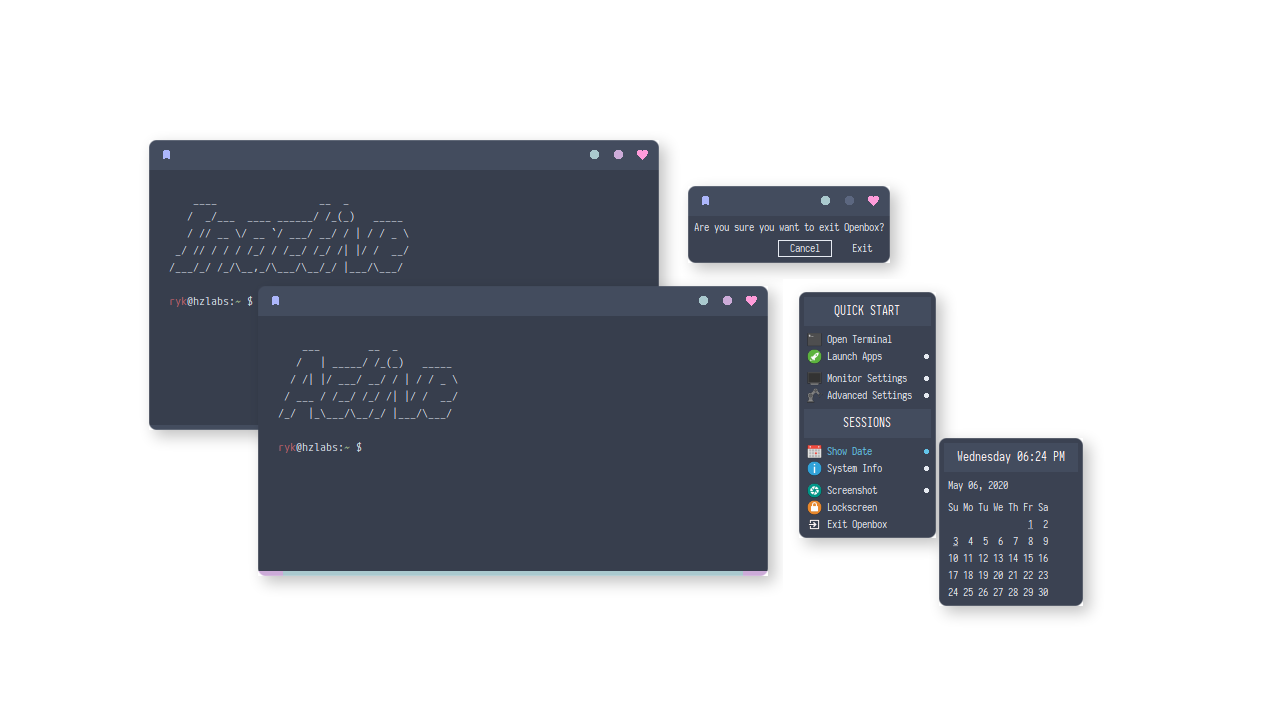 ryk@hzlabs:~ $
ryk@hzlabs:~ $
Are you sure you want to exit Openbox?
Cancel Exit
QUICK START
Open Terminal
Launch Apps
Monitor Settings
Advanced Settings
SESSIONS
Show Date
System Info
Screenshot
Lockscreen
Exit Openbox
Wednesday 06:24 PM
May 06, 2020
Su Mo Tu We Th Fr Sa
1 2
3 4 5 6 7 8 9
10 11 12 13 14 15 16
17 18 19 20 21 22 23
24 25 26 27 28 29 30